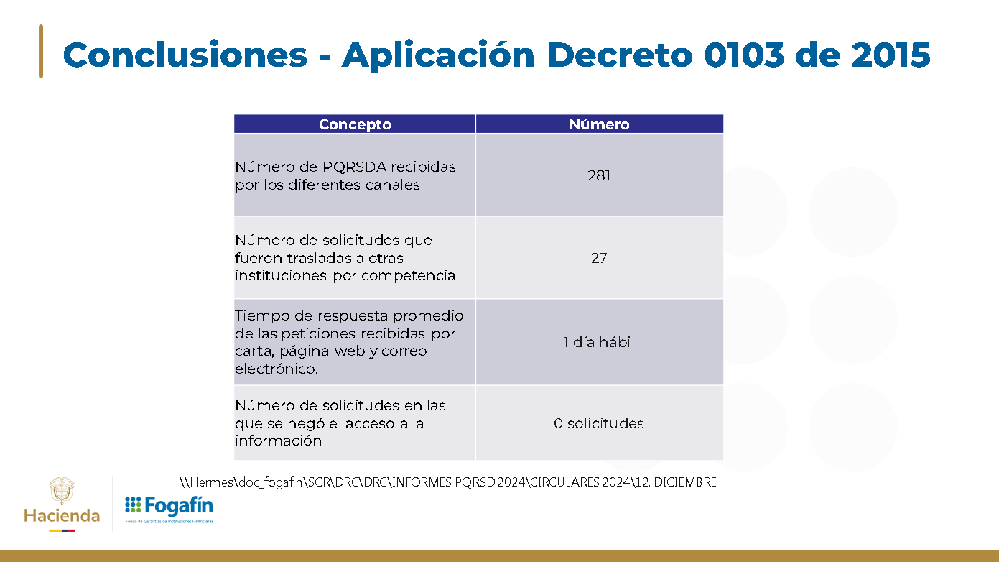 Conclusiones - Aplicación Decreto 0103 de 2015
Concepto
Número
Número de PQRSDA recibidas
por los diferentes canales
281
Número de solicitudes que
fueron trasladas a otras
instituciones por competencia
27
Tiempo de respuesta promedio
de las peticiones recibidas por
carta, página web y correo
electrónico.
1 día hábil
Número de solicitudes en las
que se negó el acceso a la
información
0 solicitudes
\\Hermes\doc_fogafin\SCR\DRC\DRC\INFORMES PQRSD 2024\CIRCULARES 2024\12. DICIEMBRE
Hacienda
Fogafín
Fondo de Garantías de Instituciones Financieras